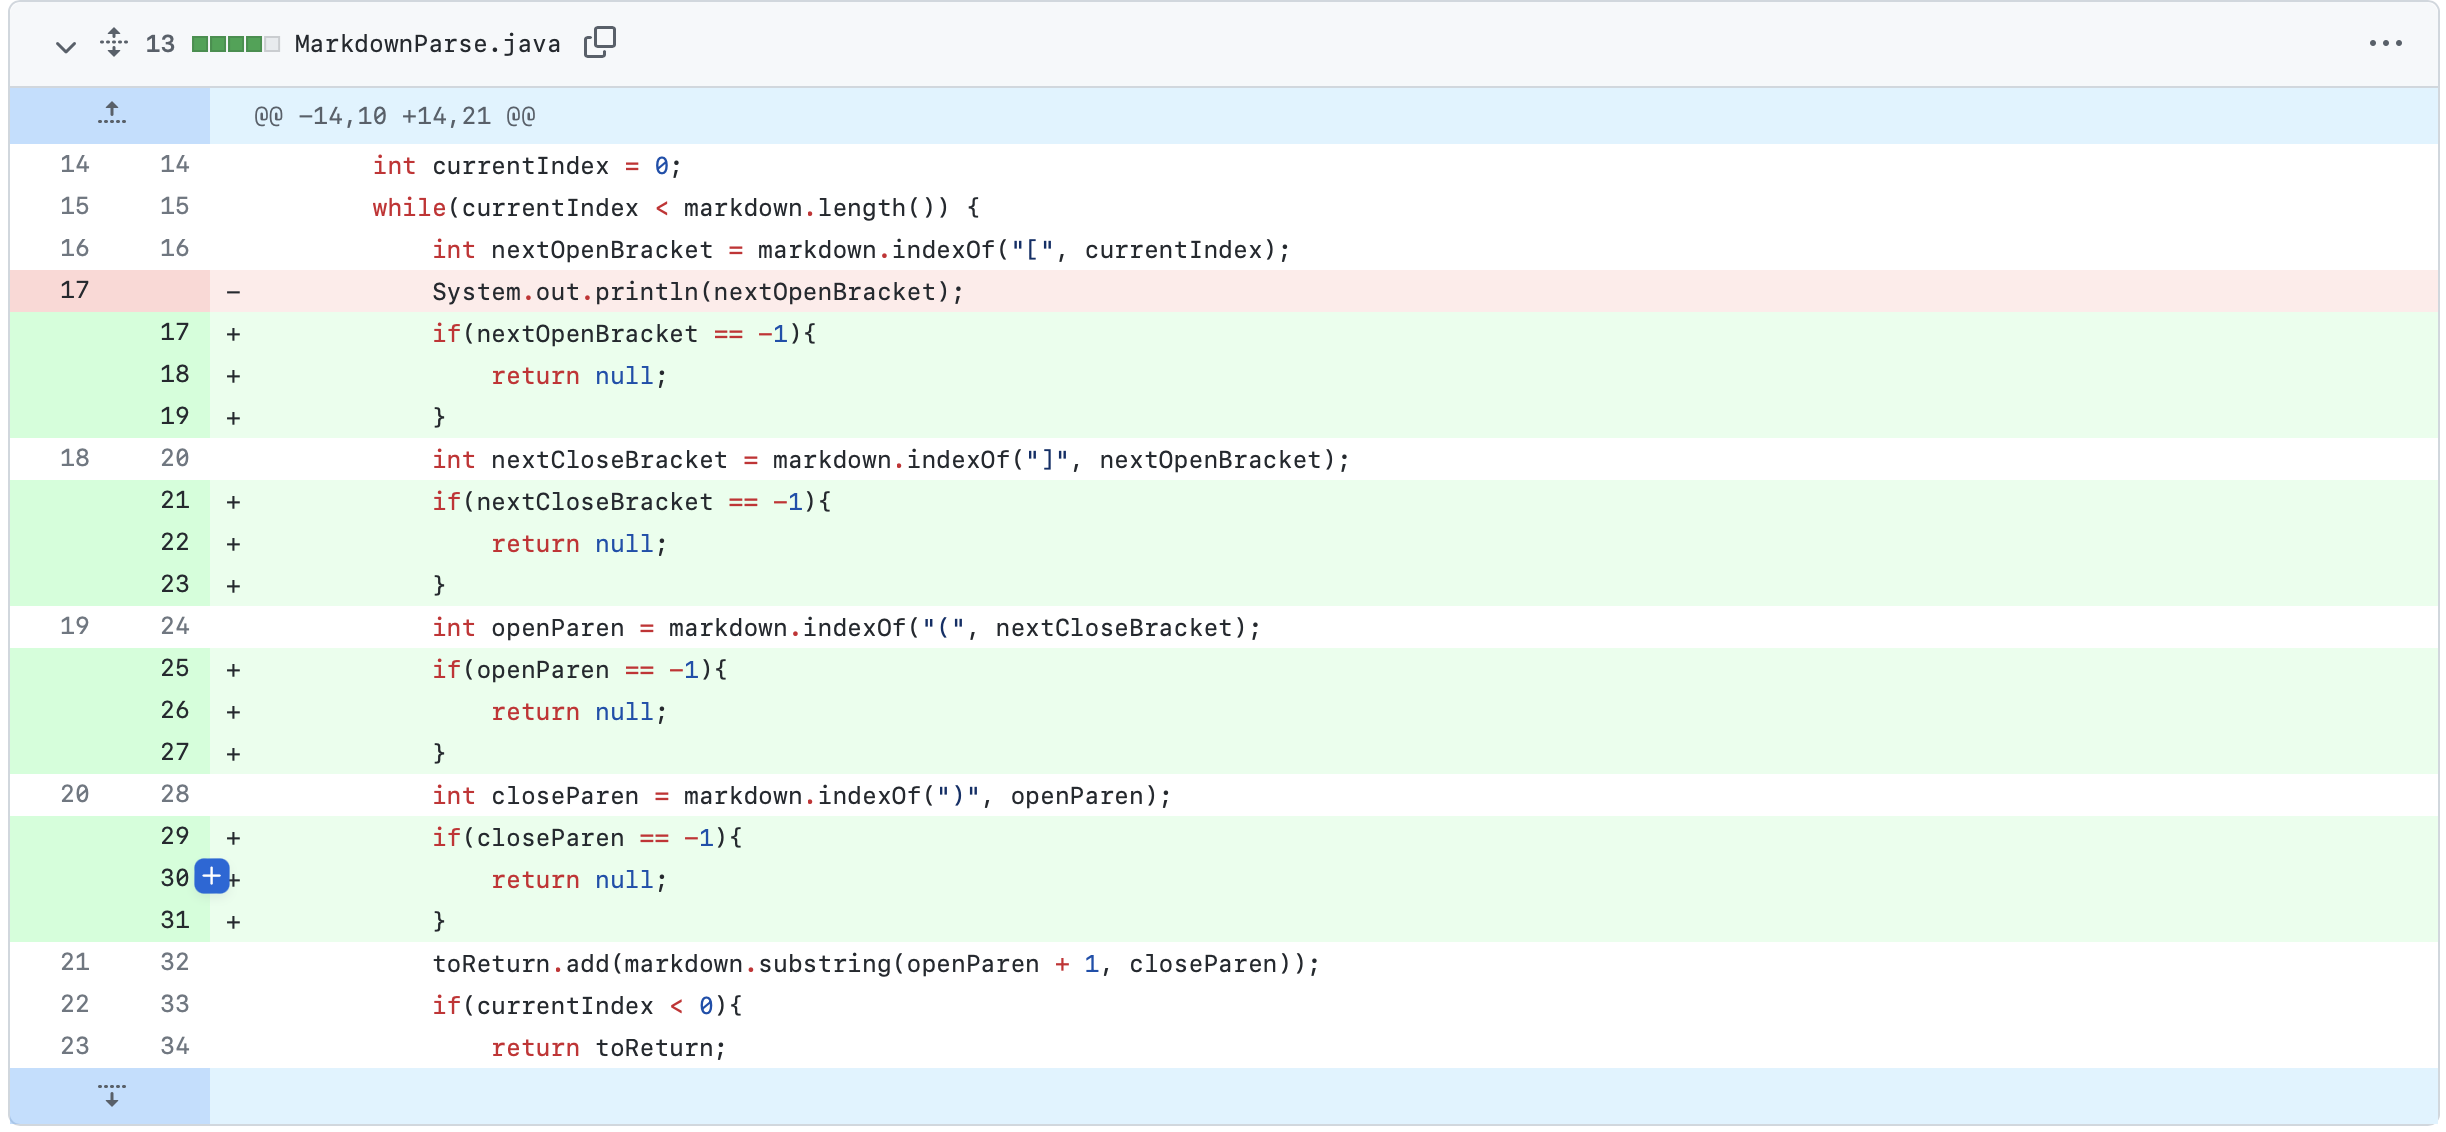 13 MarkdownParse.java
@@ -14,10 +14,21 @@
14 14 int currentIndex = 0;
15 15 while(currentIndex < markdown.length()) {
16 16 int nextOpenBracket = markdown.indexOf("[", currentIndex);
17 - System.out.println(nextOpenBracket);
17 + if(nextOpenBracket == -1){
18 + return null;
19 + }
18 20 int nextCloseBracket = markdown.indexOf("]", nextOpenBracket);
21 + if(nextCloseBracket == -1){
22 + return null;
23 + }
19 24 int openParen = markdown.indexOf("(", nextCloseBracket);
25 + if(openParen == -1){
26 + return null;
27 + }
20 28 int closeParen = markdown.indexOf(")", openParen);
29 + if(closeParen == -1){
30 + return null;
31 + }
21 32 toReturn.add(markdown.substring(openParen + 1, closeParen));
22 33 if(currentIndex < 0){
23 34 return toReturn;